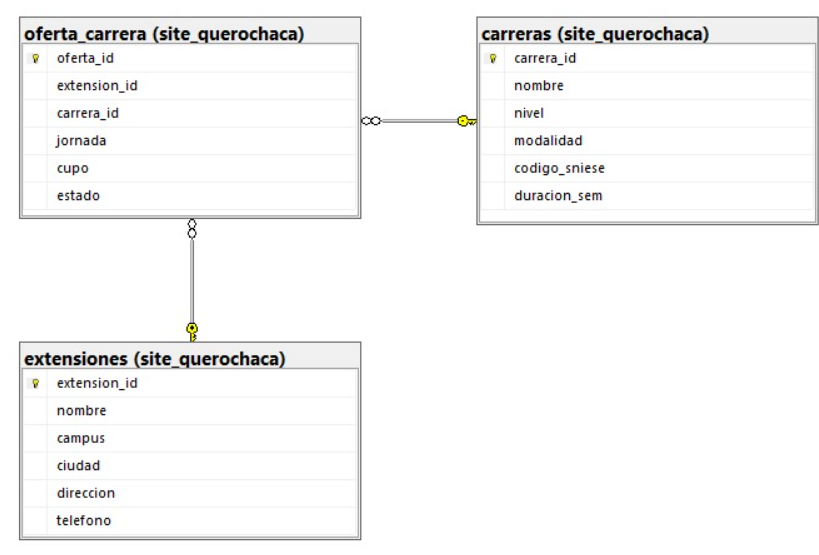 oferta_carrera (site_querochaca)
oferta_id
extension_id
carrera_id
jornada
cupo
estado
carreras (site_querochaca)
carrera_id
nombre
nivel
modalidad
codigo_sniese
duracion_sem
extensiones (site_querochaca)
extension_id
nombre
campus
ciudad
direccion
telefono